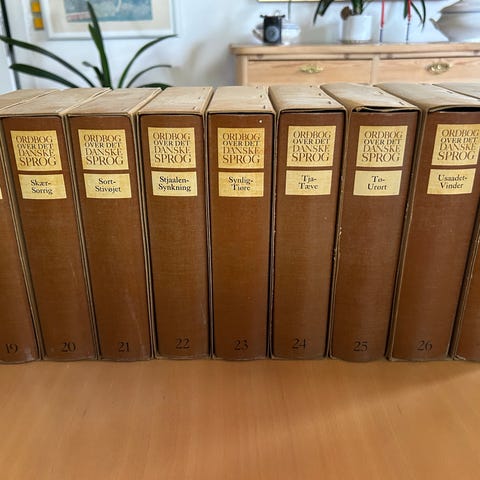 19
ORDBOG
OVER DET
DANSKE
SPROG
Skær-
Sorrig
20
ORDBOG
OVER DET
DANSKE
SPROG
Sort-
Stivøjet
21
ORDBOG
OVER DET
DANSKE
SPROG
Stjaalen-
Synkning
22
ORDBOG
OVER DET
DANSKE
SPROG
Synlig-
Tiøre
23
ORDBOG
OVER DET
DANSKE
SPROG
Tja-
Tæve
24
ORDBOG
OVER DET
DANSKE
SPROG
Tø-
Urørt
25
ORDBOG
OVER DET
DANSKE
SPROG
Usaadet-
Vinder
26